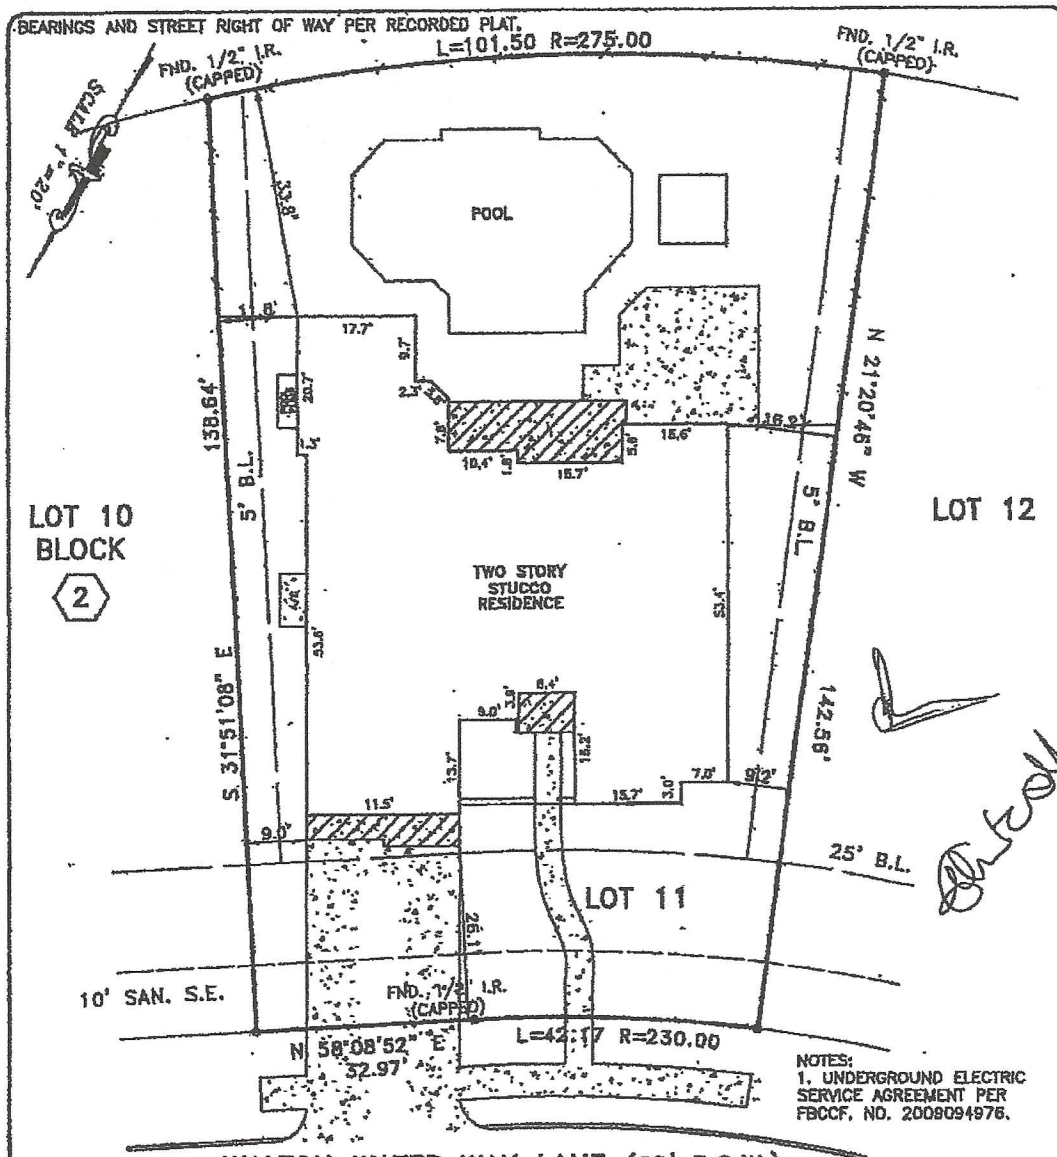 BEARINGS AND STREET RIGHT OF WAY PER RECORDED PLAT.
L=101.50 R=275.00
FND. 1/2" I.R.
(CAPPED)
FND. 1/2" I.R.
(CAPPED)
SCALE 1"=20'
33.8'
POOL
17.7'
9.7'
20.7'
138.64'
5' B.L.
7.8'
10.4'
1.9'
15.7'
5.8'
15.6'
16.2'
N 21°20'46" W
5' B.L.
LOT 10
BLOCK
2
LOT 12
TWO STORY
STUCCO
RESIDENCE
53.4'
53.6'
S 31°51'08" E
142.56'
6.4'
3.9'
9.0'
13.7'
15.2'
15.7'
3.0'
7.0'
9.2'
11.5'
9.0'
25' B.L.
LOT 11
26.1'
10' SAN. S.E.
FND. 1/2" I.R.
(CAPPED)
N 58°08'52" E
32.97'
L=42.17 R=230.00
NOTES:
1. UNDERGROUND ELECTRIC
SERVICE AGREEMENT PER
FBCCF. NO. 2009094976.